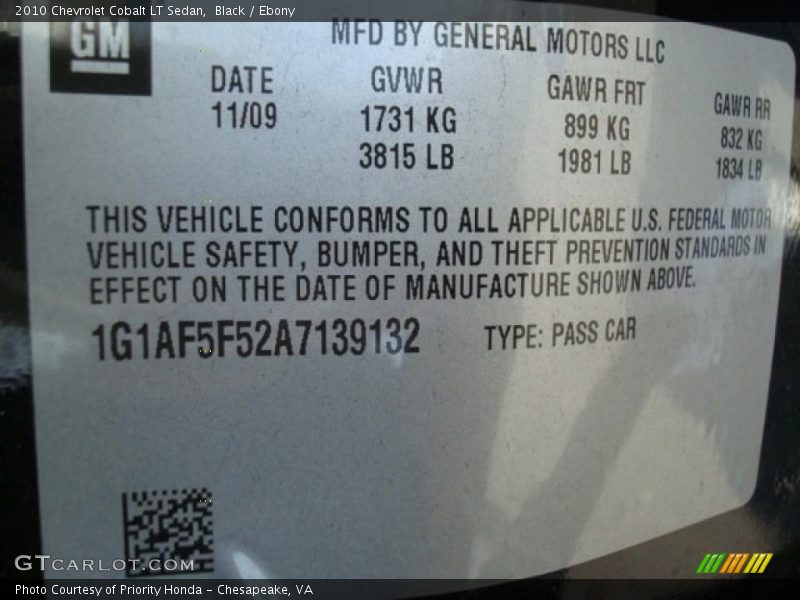 2010 Chevrolet Cobalt LT Sedan, Black / Ebony
GM
MFD BY GENERAL MOTORS LLC
DATE GVWR GAWR FRT GAWR RR
11/09 1731 KG 899 KG 832 KG
3815 LB 1981 LB 1834 LB
THIS VEHICLE CONFORMS TO ALL APPLICABLE U.S. FEDERAL MOTOR
VEHICLE SAFETY, BUMPER, AND THEFT PREVENTION STANDARDS IN
EFFECT ON THE DATE OF MANUFACTURE SHOWN ABOVE.
1G1AF5F52A7139132 TYPE: PASS CAR
GTCARLOT.COM
Photo Courtesy of Priority Honda - Chesapeake, VA